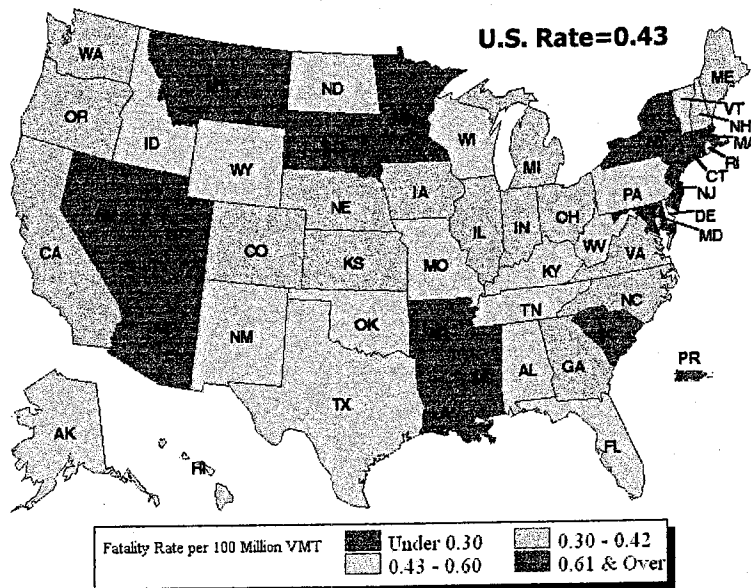 U.S. Rate=0.43
WA
ND
ME
OR
ID
WI
VT
NH
MA
WY
MI
RI
CT
IA
PA
NJ
NE
OH
DE
IL
IN
MD
CA
CO
WV
VA
KS
MO
KY
NC
TN
OK
NM
PR
AL
GA
TX
AK
HI
FL
Fatality Rate per 100 Million VMT
Under 0.30
0.30 - 0.42
0.43 - 0.60
0.61 & Over